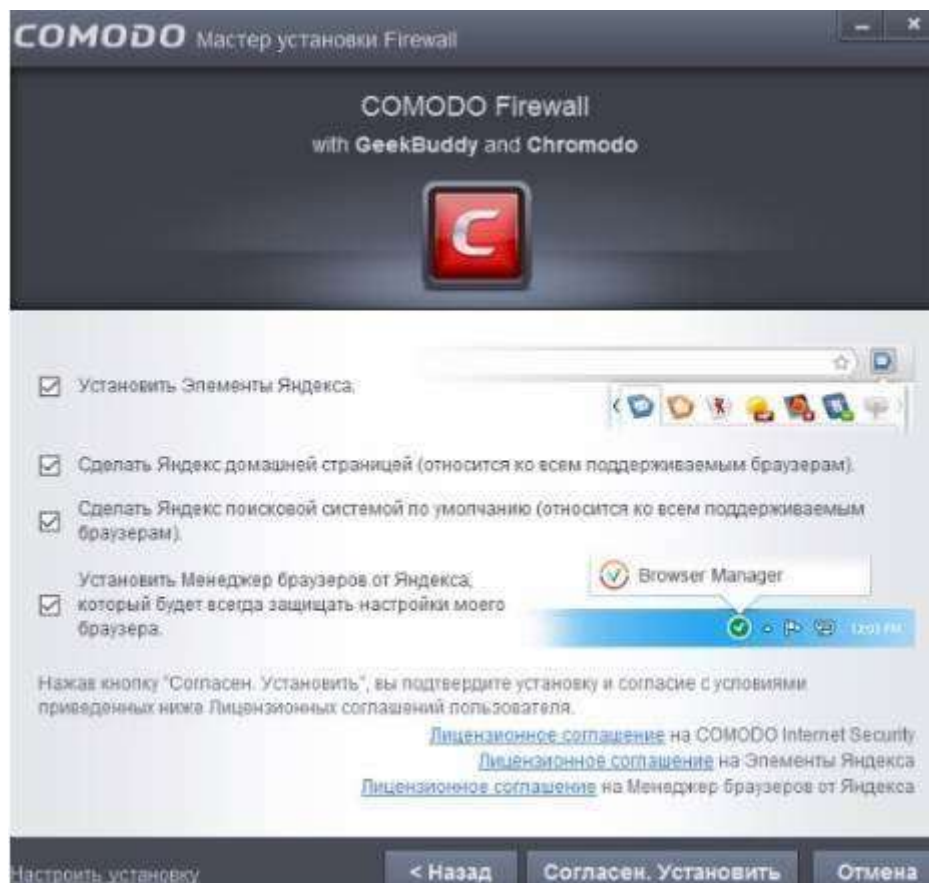 COMODO Мастер установки Firewall
COMODO Firewall
with GeekBuddy and Chromodo
Установить Элементы Яндекса.
Сделать Яндекс домашней страницей (относится ко всем поддерживаемым браузерам).
Сделать Яндекс поисковой системой по умолчанию (относится ко всем поддерживаемым
браузерам).
Установить Менеджер браузеров от Яндекса,
который будет всегда защищать настройки моего
браузера.
Browser Manager
12:03 PM
Нажав кнопку "Согласен. Установить", вы подтвердите установку и согласие с условиями
приведенных ниже Лицензионных соглашений пользователя.
Лицензионное соглашение на COMODO Internet Security
Лицензионное соглашение на Элементы Яндекса
Лицензионное соглашение на Менеджер браузеров от Яндекса
Настроить установку
< Назад
Согласен. Установить
Отмена